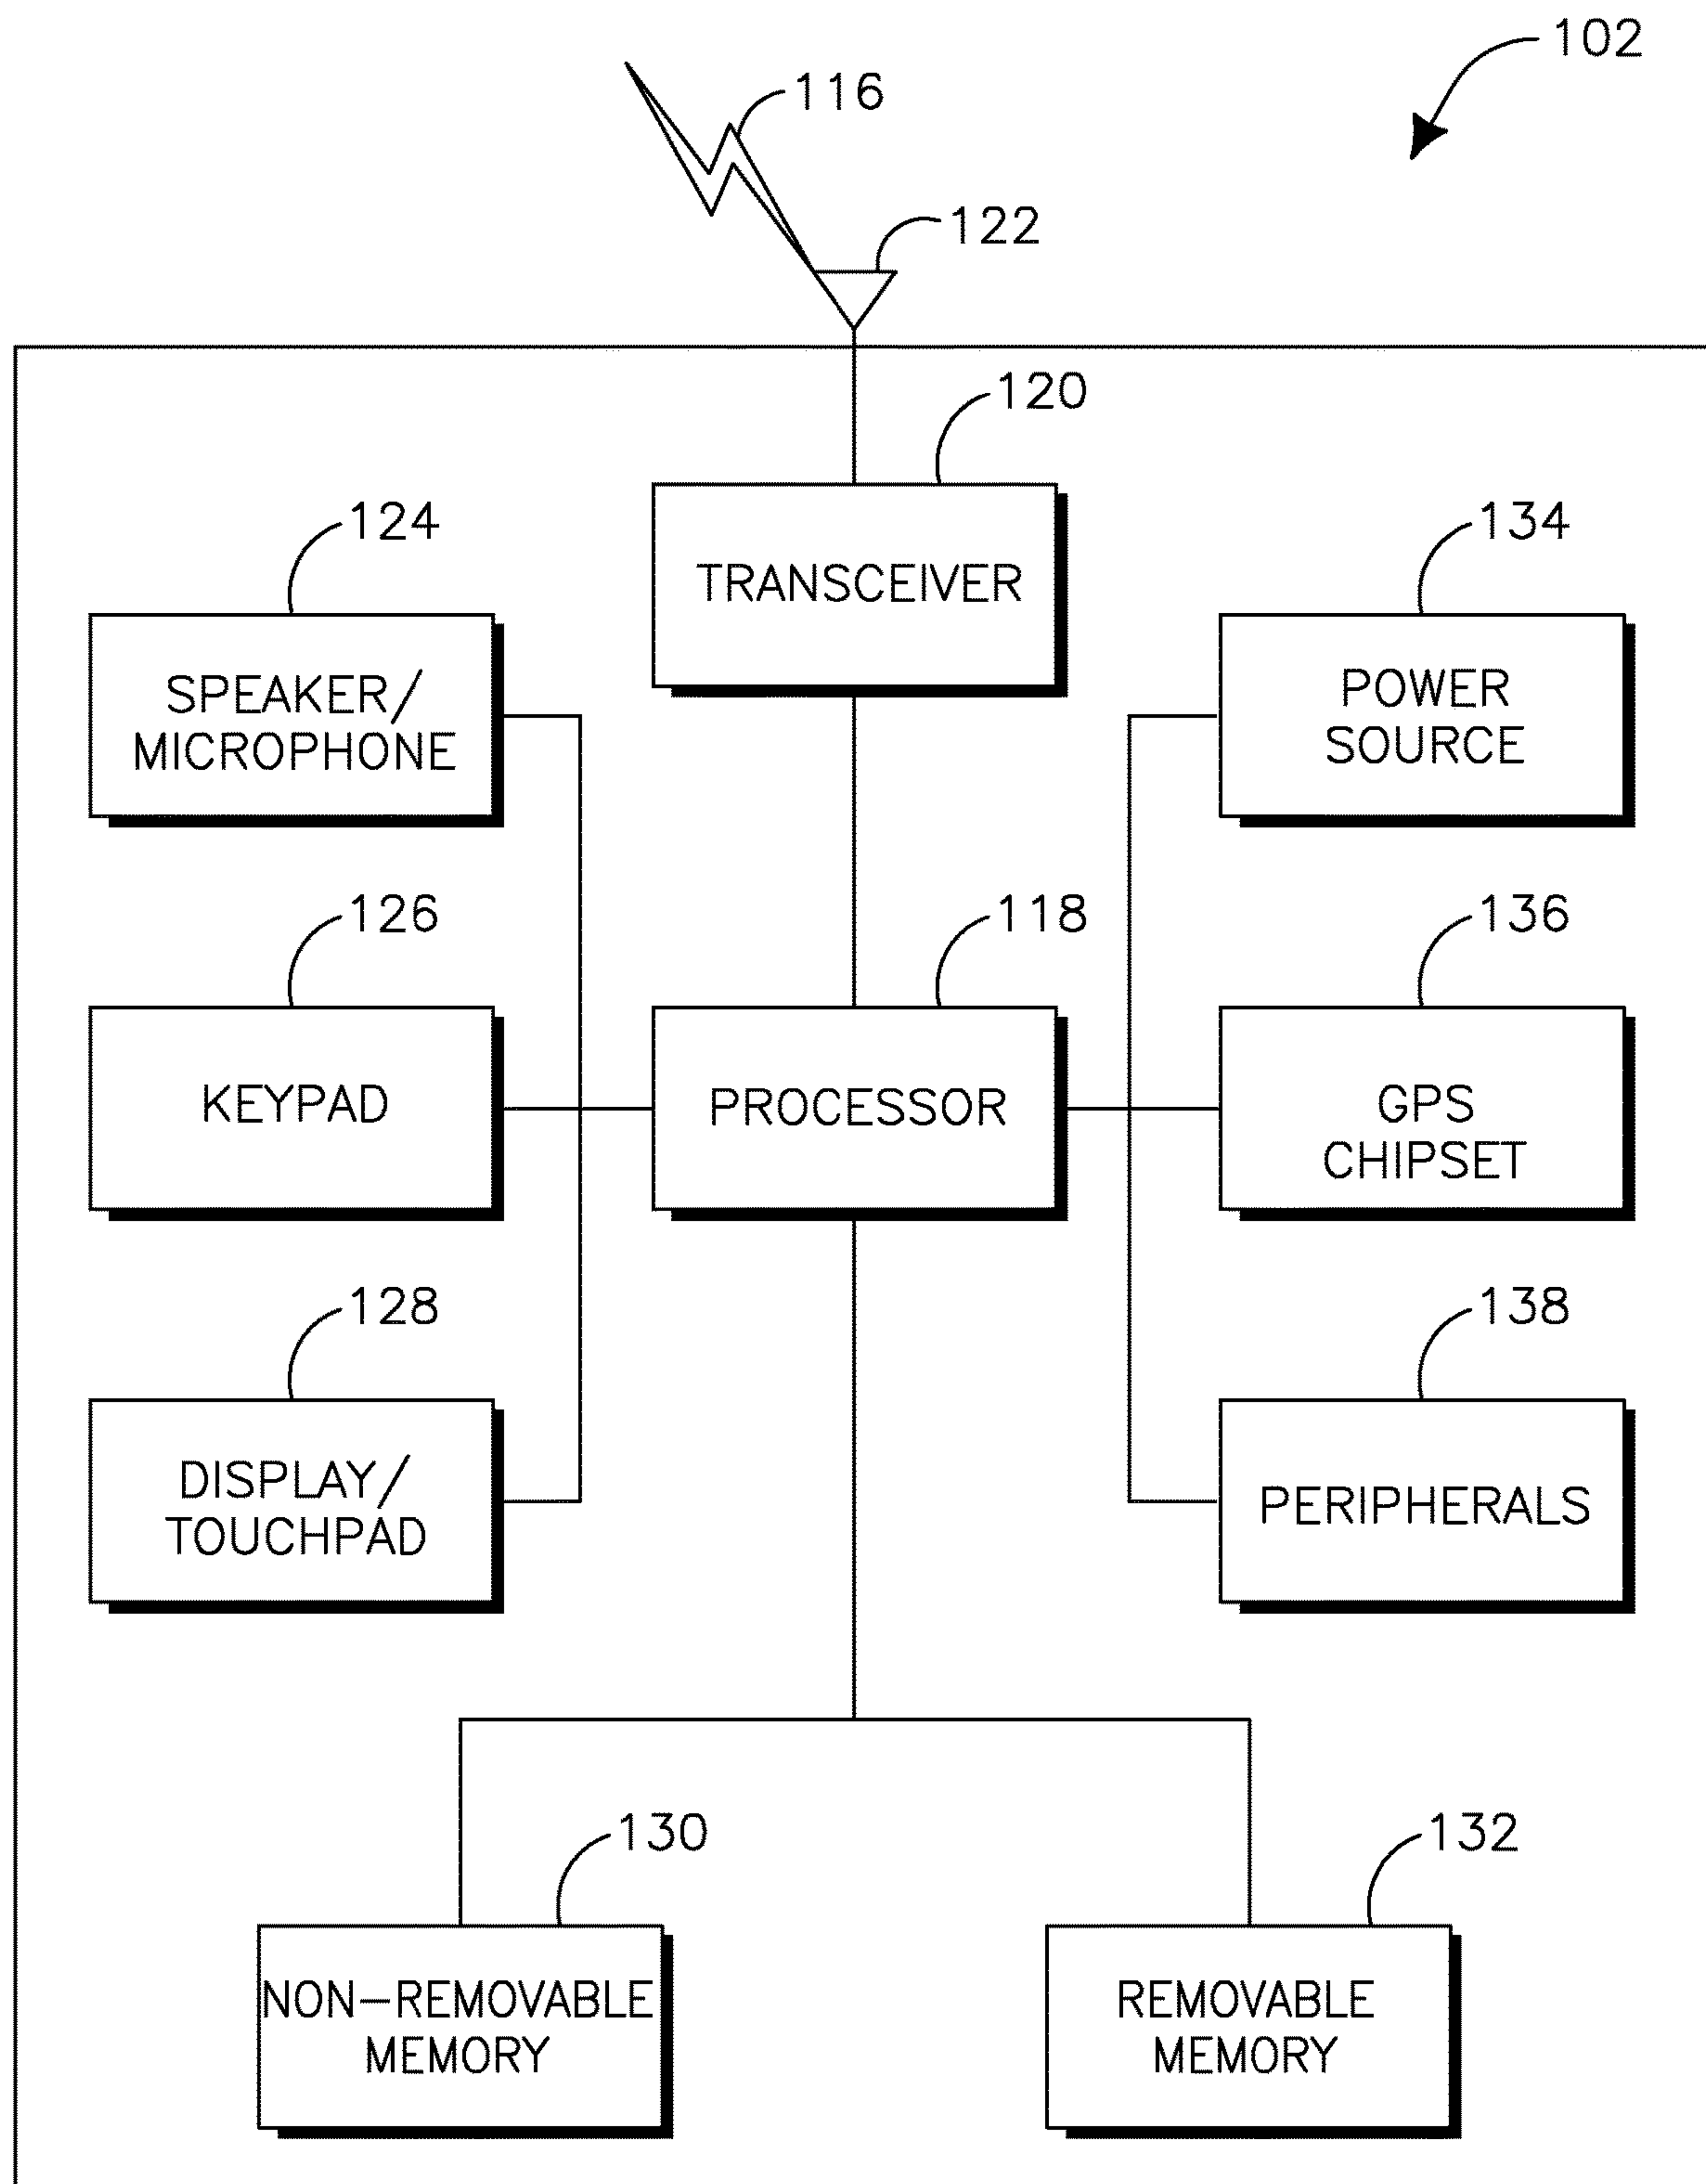 102
116
122
120
TRANSCEIVER
124
SPEAKER/
MICROPHONE
134
POWER
SOURCE
126
KEYPAD
118
PROCESSOR
136
GPS
CHIPSET
128
DISPLAY/
TOUCHPAD
138
PERIPHERALS
130
NON-REMOVABLE
MEMORY
132
REMOVABLE
MEMORY